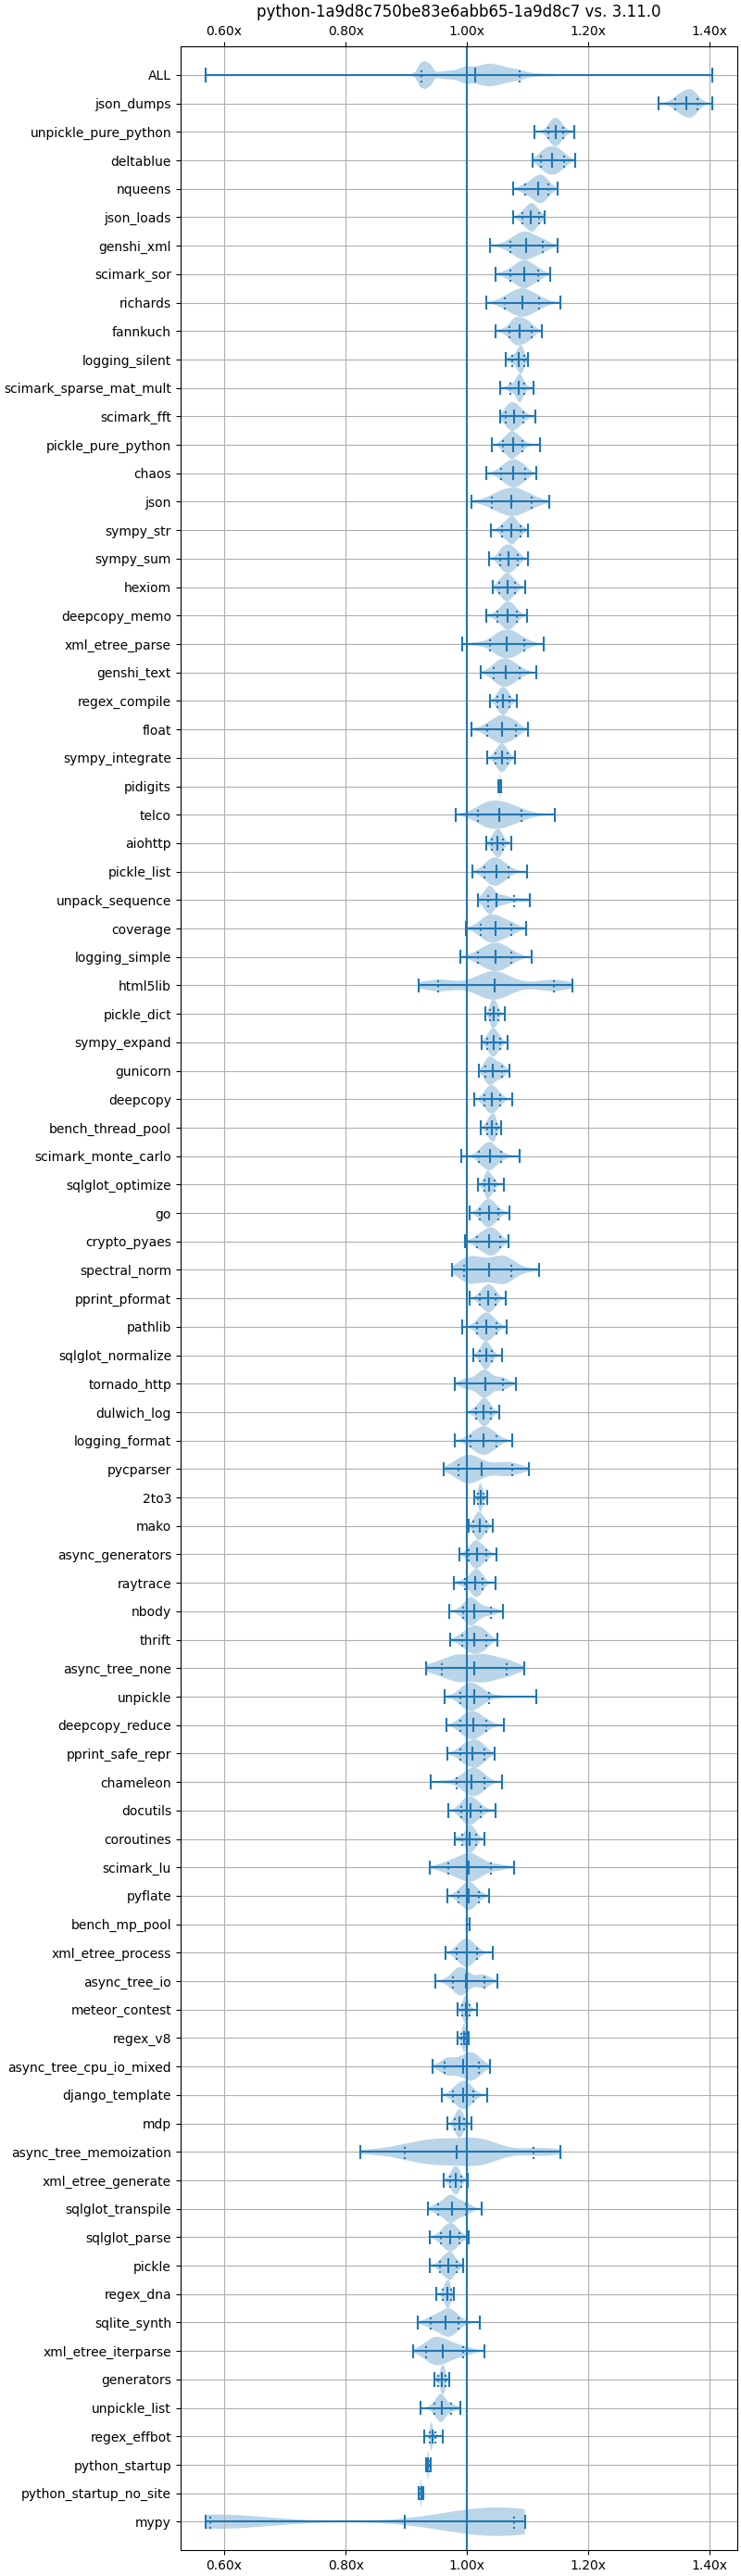 python-1a9d8c750be83e6abb65-1a9d8c7 vs. 3.11.0
0.60x 0.80x 1.00x 1.20x 1.40x
ALL
json_dumps
unpickle_pure_python
deltablue
nqueens
json_loads
genshi_xml
scimark_sor
richards
fannkuch
logging_silent
scimark_sparse_mat_mult
scimark_fft
pickle_pure_python
chaos
json
sympy_str
sympy_sum
hexiom
deepcopy_memo
xml_etree_parse
genshi_text
regex_compile
float
sympy_integrate
pidigits
telco
aiohttp
pickle_list
unpack_sequence
coverage
logging_simple
html5lib
pickle_dict
sympy_expand
gunicorn
deepcopy
bench_thread_pool
scimark_monte_carlo
sqlglot_optimize
go
crypto_pyaes
spectral_norm
pprint_pformat
pathlib
sqlglot_normalize
tornado_http
dulwich_log
logging_format
pycparser
2to3
mako
async_generators
raytrace
nbody
thrift
async_tree_none
unpickle
deepcopy_reduce
pprint_safe_repr
chameleon
docutils
coroutines
scimark_lu
pyflate
bench_mp_pool
xml_etree_process
async_tree_io
meteor_contest
regex_v8
async_tree_cpu_io_mixed
django_template
mdp
async_tree_memoization
xml_etree_generate
sqlglot_transpile
sqlglot_parse
pickle
regex_dna
sqlite_synth
xml_etree_iterparse
generators
unpickle_list
regex_effbot
python_startup
python_startup_no_site
mypy
0.60x 0.80x 1.00x 1.20x 1.40x